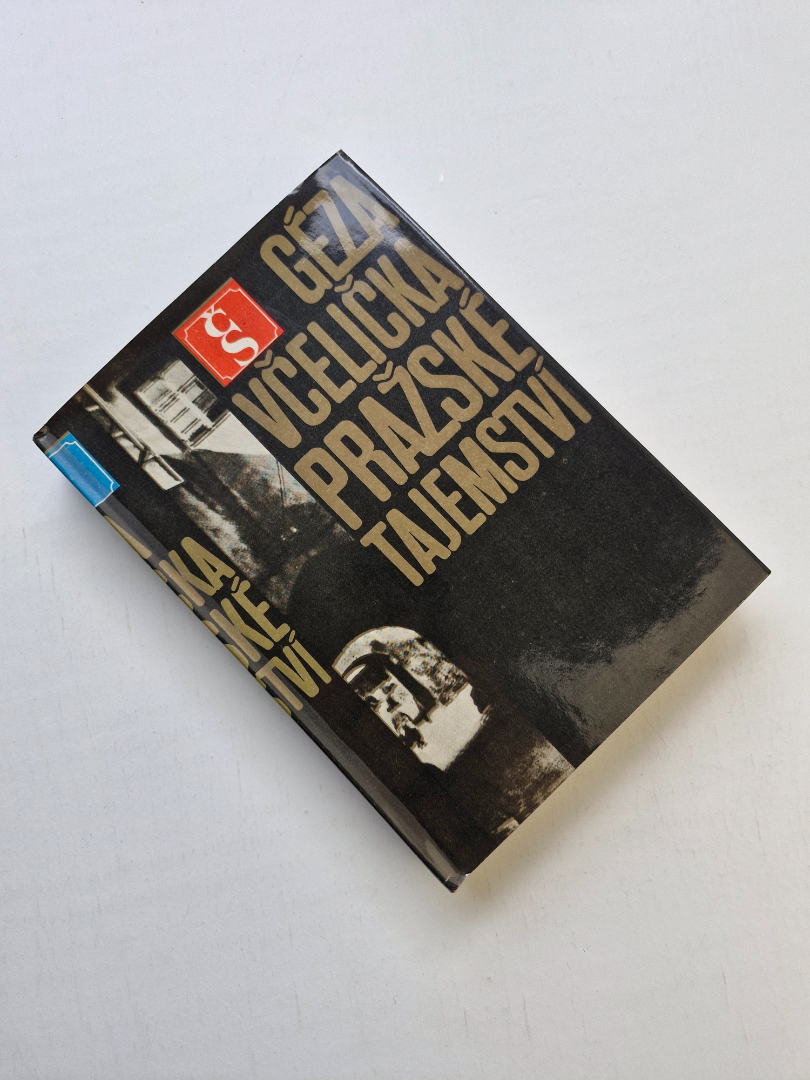 GÉZA
VČELIČKA
PRAŽSKÉ
TAJEMSTVÍ
čs